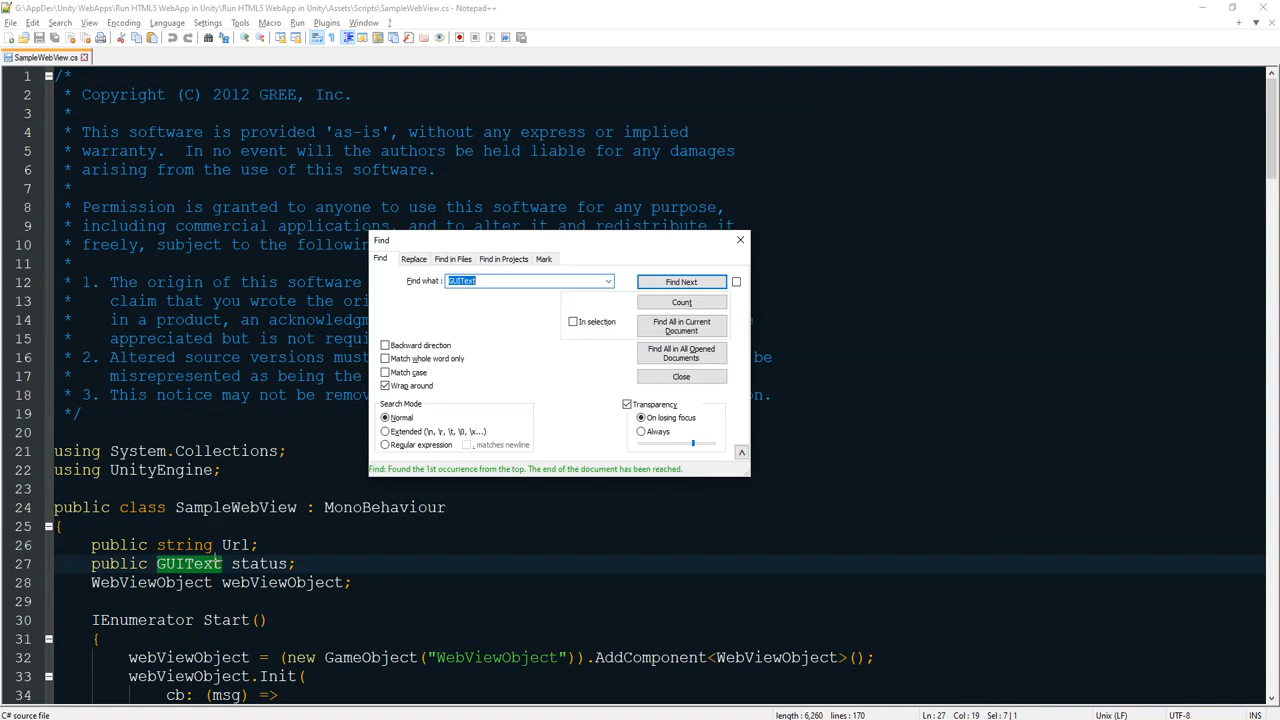 G:\AppDev\Unity WebApps\Run HTML5 WebApp in Unity\Run HTML5 WebApp in Unity\Assets\Scripts\SampleWebView.cs - Notepad++
File Edit Search View Encoding Language Settings Tools Macro Run Plugins Window ?
SampleWebView.cs
1 /*
2 * Copyright (C) 2012 GREE, Inc.
3 *
4 * This software is provided 'as-is', without any express or implied
5 * warranty.  In no event will the authors be held liable for any damages
6 * arising from the use of this software.
7 *
8 * Permission is granted to anyone to use this software for any purpose,
9 * including commercial applications, and to alter it and redistribute it
10 * freely, subject to the following
11 *
12 * 1. The origin of this software
13 * claim that you wrote the ori
14 * in a product, an acknowledgm
15 * appreciated but is not requi
16 * 2. Altered source versions must be
17 * misrepresented as being the
18 * 3. This notice may not be remov on.
19 */
20
21 using System.Collections;
22 using UnityEngine;
23
24 public class SampleWebView : MonoBehaviour
25 {
26 public string Url;
27 public GUIText status;
28 WebViewObject webViewObject;
29
30 IEnumerator Start()
31 {
32 webViewObject = (new GameObject("WebViewObject")).AddComponent<WebViewObject>();
33 webViewObject.Init(
34 cb: (msg) =>
Find
Find Replace Find in Files Find in Projects Mark
Find what : GUIText Find Next
Count
In selection Find All in Current
Document
Find All in All Opened
Documents
Close
Backward direction
Match whole word only
Match case
Wrap around
Search Mode
Normal
Extended (\n, \r, \t, \0, \x...)
Regular expression . matches newline
Transparency
On losing focus
Always
Find: Found the 1st occurrence from the top. The end of the document has been reached.
C# source file length : 6,260 lines : 170 Ln : 27 Col : 19 Sel : 7 | 1 Unix (LF) UTF-8 INS